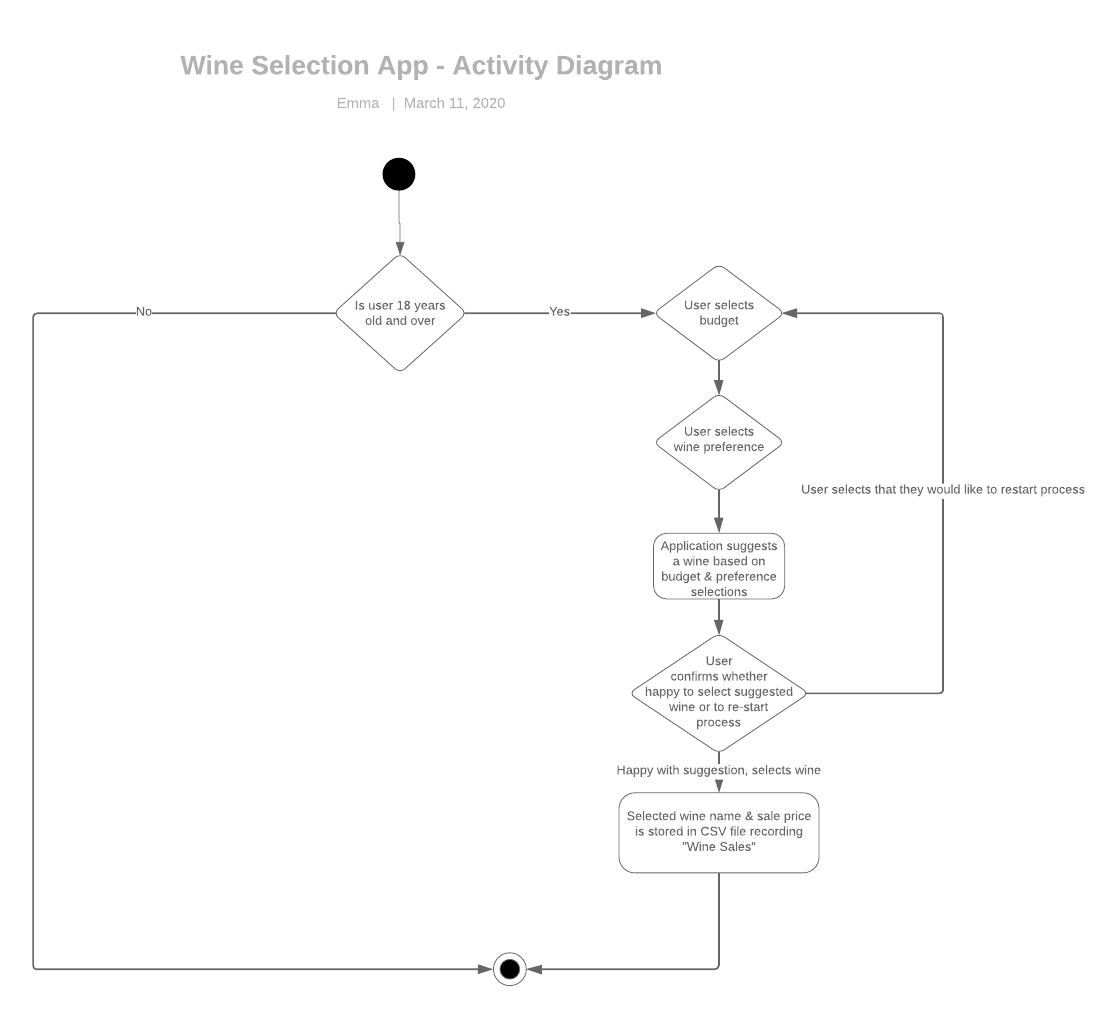 Wine Selection App - Activity Diagram
Emma | March 11, 2020
Is user 18 years
old and over
No
Yes
User selects
budget
User selects
wine preference
User selects that they would like to restart process
Application suggests
a wine based on
budget & preference
selections
User
confirms whether
happy to select suggested
wine or to re-start
process
Happy with suggestion, selects wine
Selected wine name & sale price
is stored in CSV file recording
"Wine Sales"